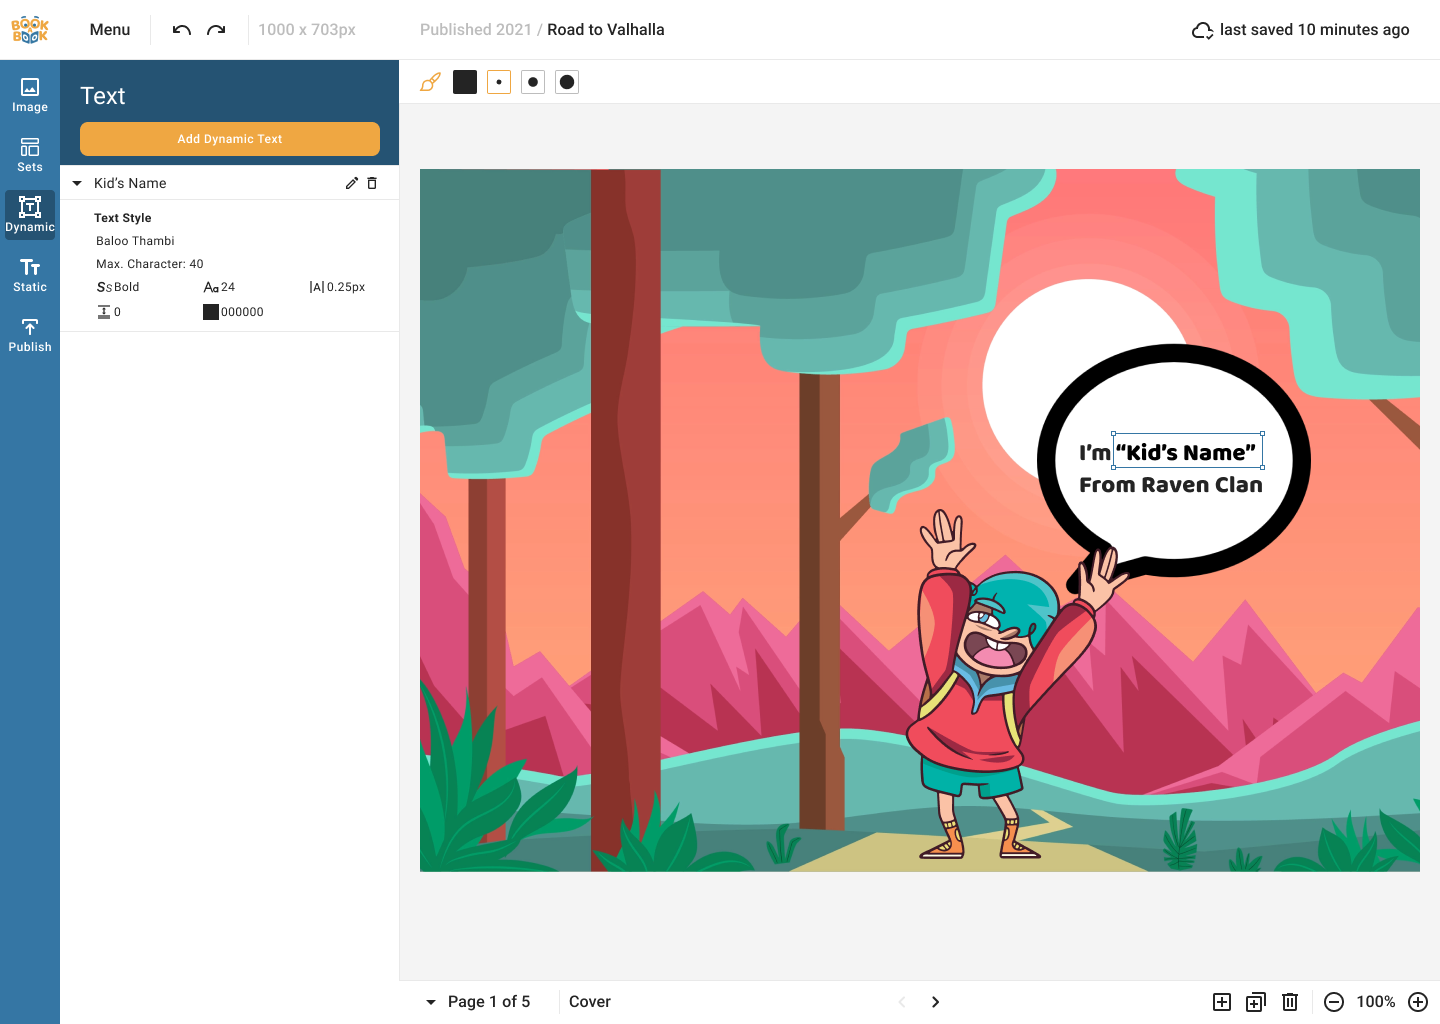 BOOK
A
BOOK
Menu
1000 x 703px
Published 2021 / Road to Valhalla
last saved 10 minutes ago
Image
Sets
Dynamic
Static
Publish
Text
Add Dynamic Text
Kid’s Name
Text Style
Baloo Thambi
Max. Character: 40
Ss Bold
Aa 24
|A| 0.25px
0
000000
I’m “Kid’s Name”
From Raven Clan
Page 1 of 5
Cover
100%